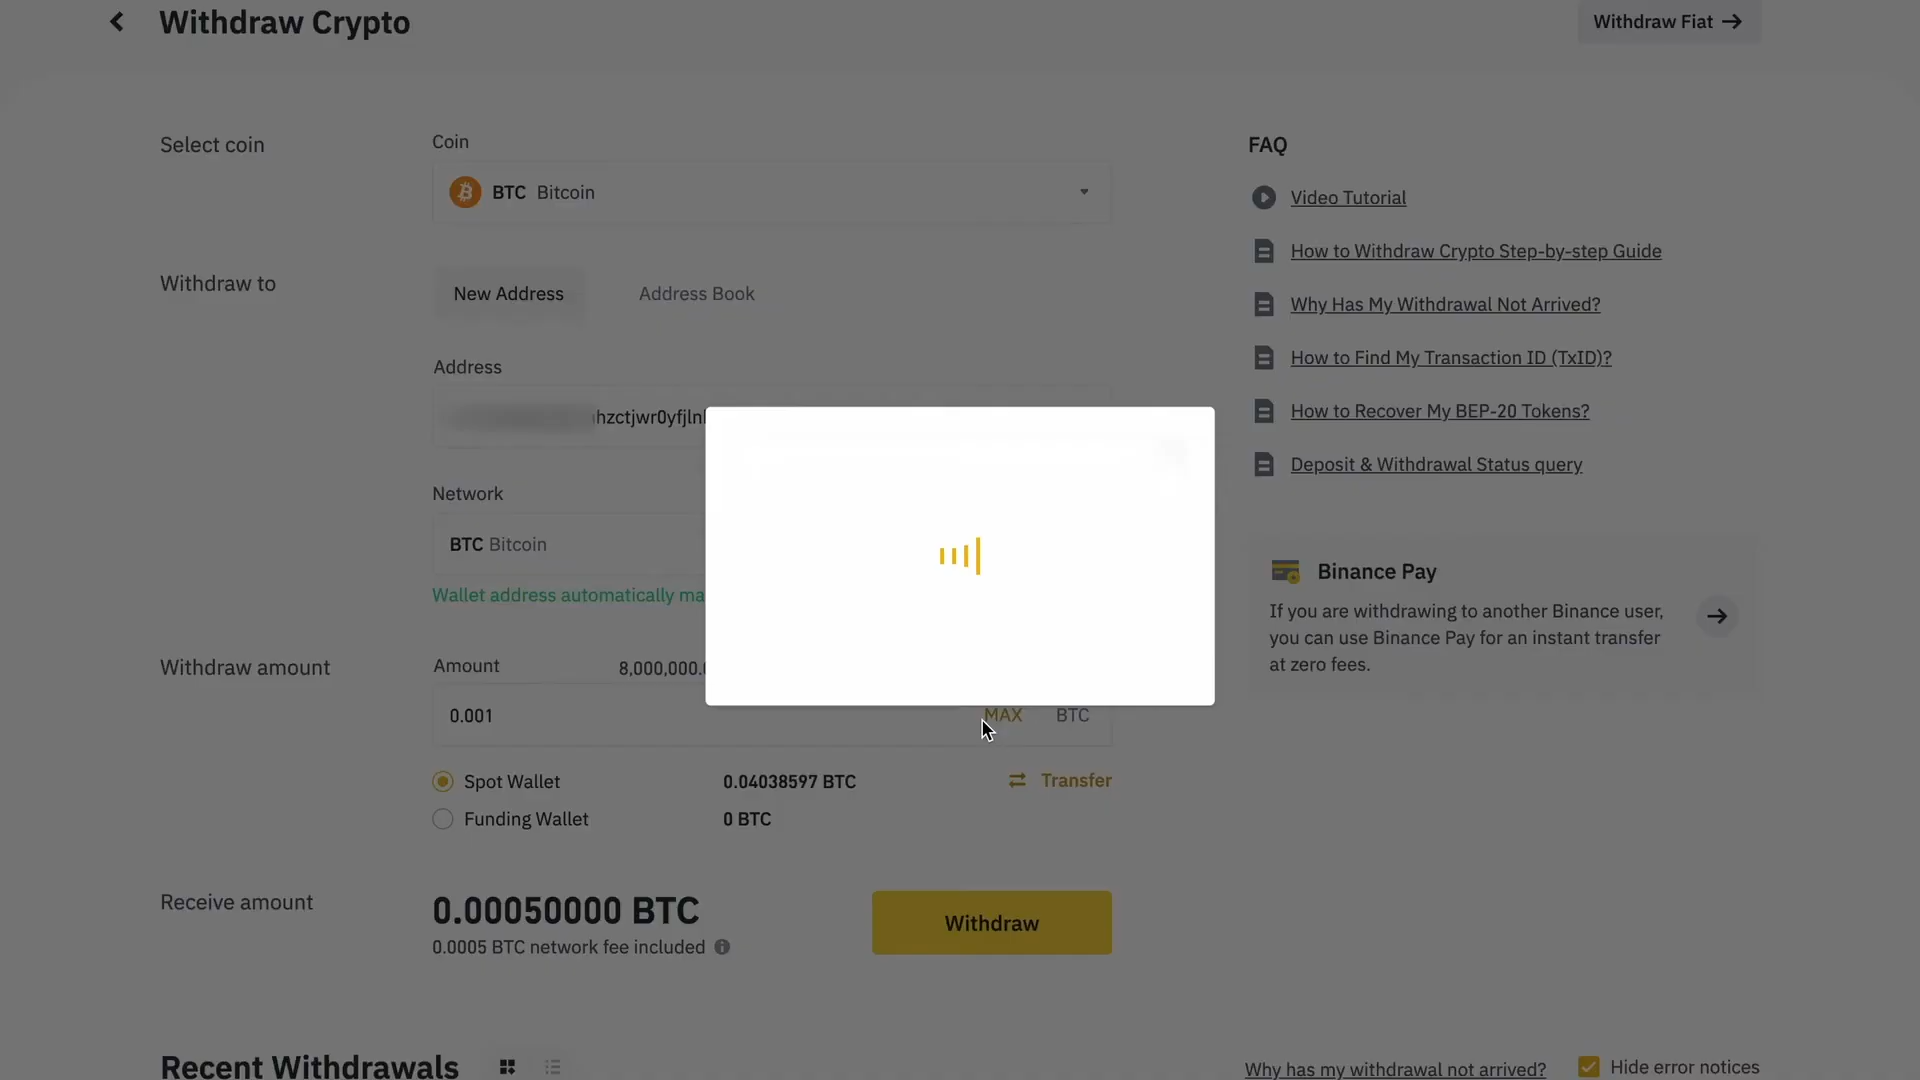 Withdraw Crypto
Withdraw Fiat
Select coin
Coin
BTC Bitcoin
Withdraw to
New Address
Address Book
Address
hzctjwr0yfjln
Network
BTC Bitcoin
Wallet address automatically ma
Withdraw amount
Amount
8,000,000.
0.001
MAX
BTC
Spot Wallet
0.04038597 BTC
Transfer
Funding Wallet
0 BTC
Receive amount
0.00050000 BTC
0.0005 BTC network fee included
Withdraw
FAQ
Video Tutorial
How to Withdraw Crypto Step-by-step Guide
Why Has My Withdrawal Not Arrived?
How to Find My Transaction ID (TxID)?
How to Recover My BEP-20 Tokens?
Deposit & Withdrawal Status query
Binance Pay
If you are withdrawing to another Binance user,
you can use Binance Pay for an instant transfer
at zero fees.
Recent Withdrawals
Why has my withdrawal not arrived?
Hide error notices